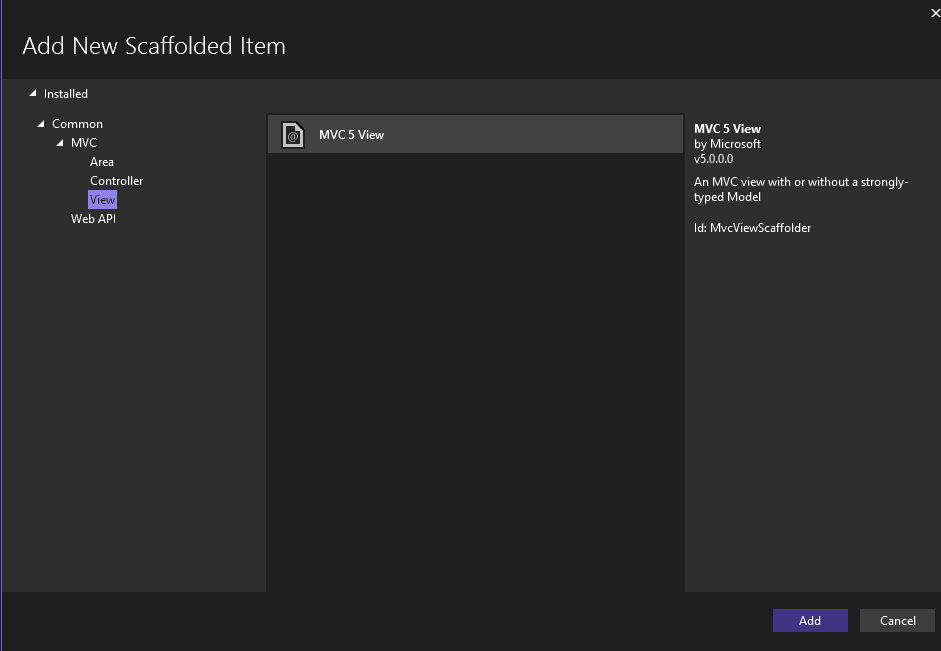 Add New Scaffolded Item
Installed
Common
MVC
Area
Controller
View
Web API
MVC 5 View
MVC 5 View
by Microsoft
v5.0.0.0
An MVC view with or without a strongly-
typed Model
Id: MvcViewScaffolder
Add
Cancel